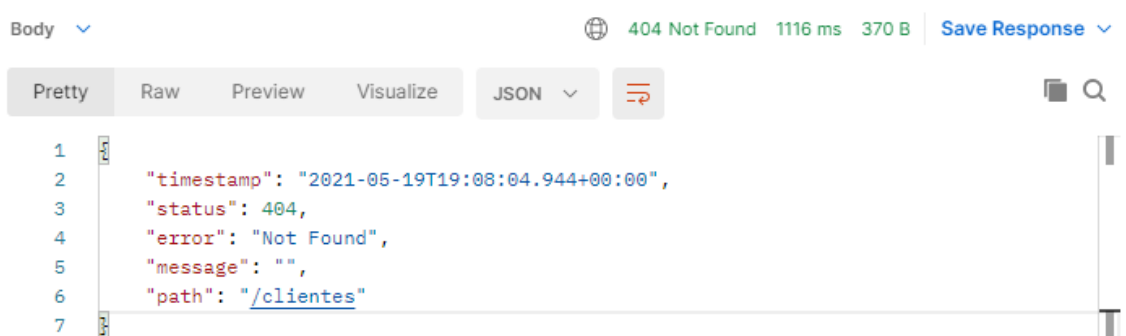 Body 404 Not Found 1116 ms 370 B Save Response
Pretty Raw Preview Visualize JSON
1 {
2 "timestamp": "2021-05-19T19:08:04.944+00:00",
3 "status": 404,
4 "error": "Not Found",
5 "message": "",
6 "path": "/clientes"
7 }